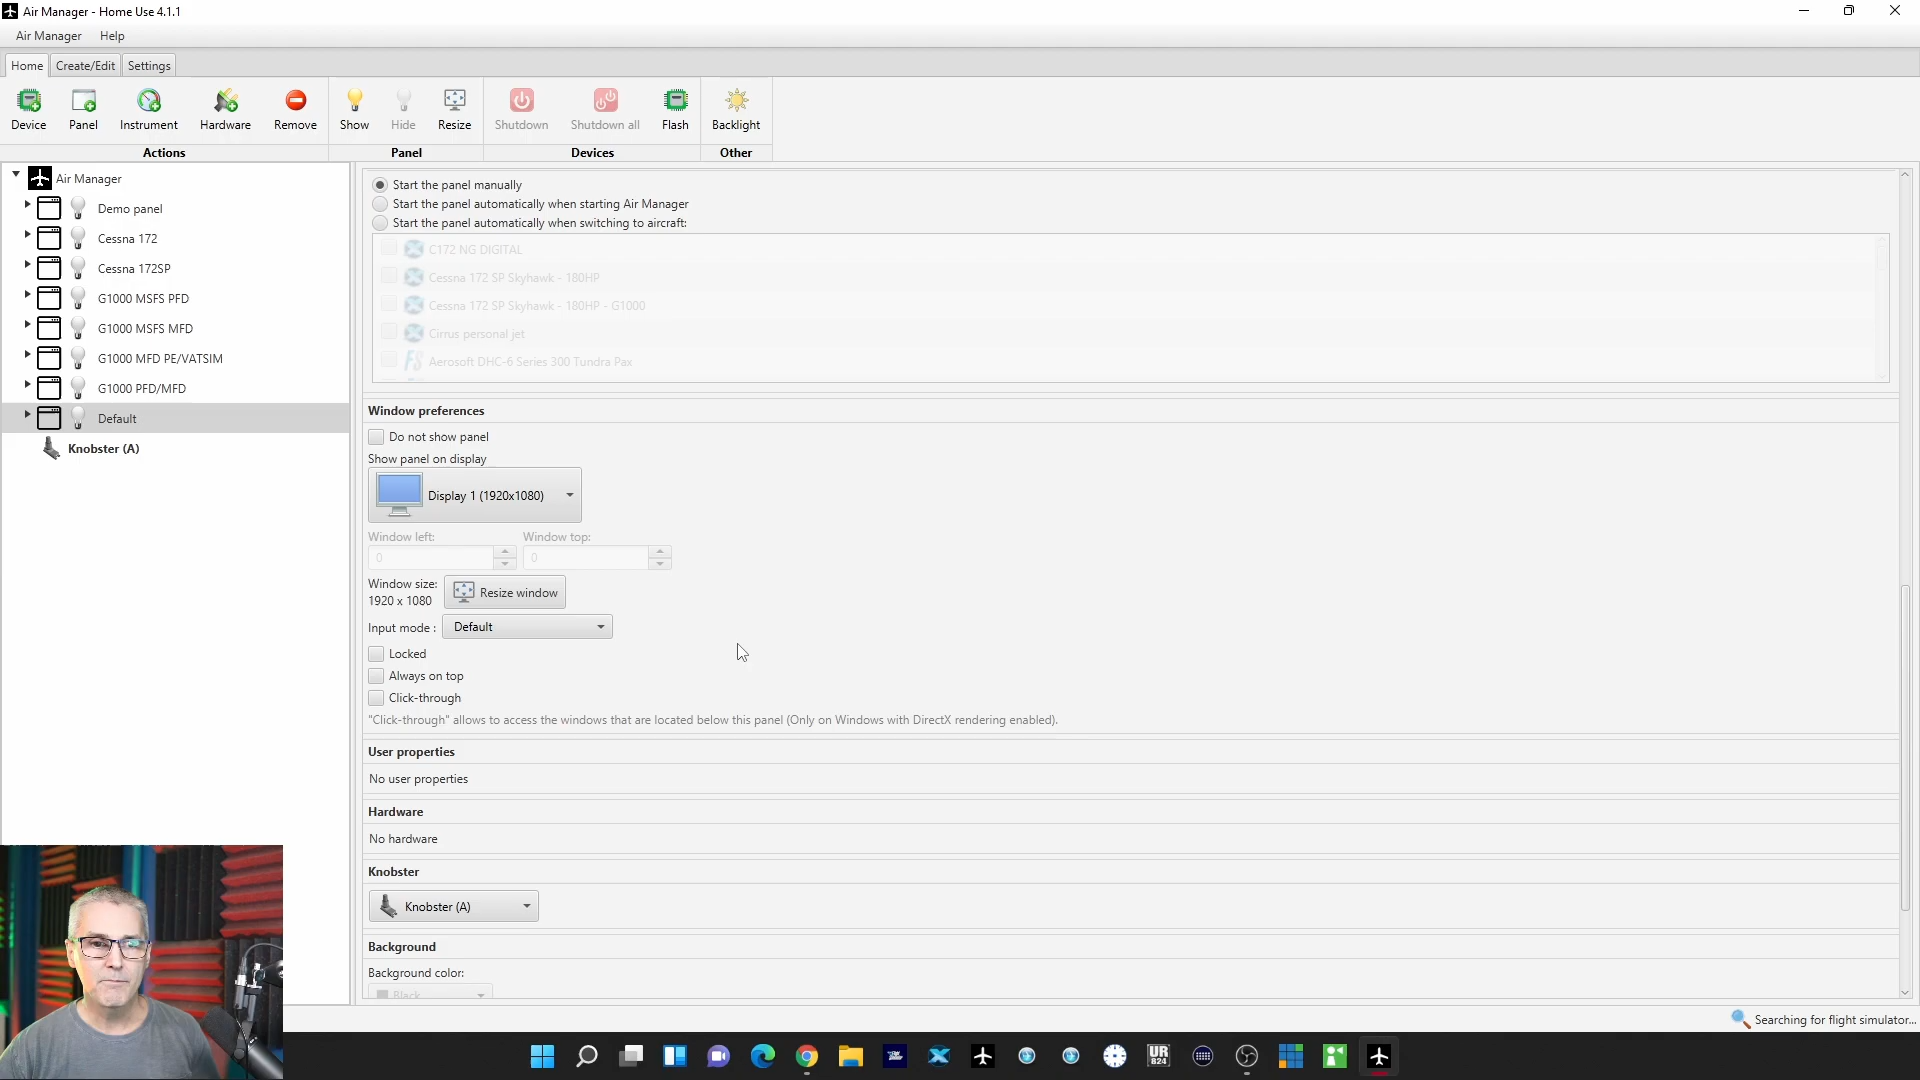 Air Manager - Home Use 4.1.1
Air Manager Help
Home Create/Edit Settings
Device Panel Instrument Hardware Remove Show Hide Resize Shutdown Shutdown all Flash Backlight
Actions Panel Devices Other
Air Manager
Demo panel
Cessna 172
Cessna 172SP
G1000 MSFS PFD
G1000 MSFS MFD
G1000 MFD PE/VATSIM
G1000 PFD/MFD
Default
Knobster (A)
Start the panel manually
Start the panel automatically when starting Air Manager
Start the panel automatically when switching to aircraft:
C172 NG DIGITAL
Cessna 172 SP Skyhawk - 180HP
Cessna 172 SP Skyhawk - 180HP - G1000
Cirrus personal jet
FS Aerosoft DHC-6 Series 300 Tundra Pax
Window preferences
Do not show panel
Show panel on display
Display 1 (1920x1080)
Window left: Window top:
0 0
Window size:
1920 x 1080
Resize window
Input mode : Default
Locked
Always on top
Click-through
"Click-through" allows to access the windows that are located below this panel (Only on Windows with DirectX rendering enabled).
User properties
No user properties
Hardware
No hardware
Knobster
Knobster (A)
Background
Background color:
Black
Searching for flight simulator...
UR
824